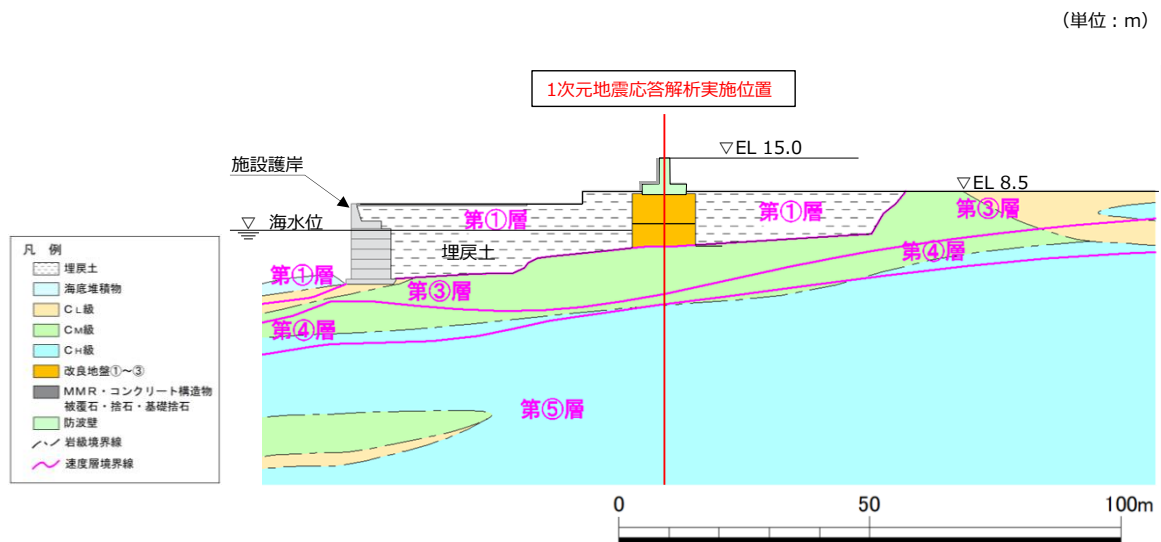 (単位:m)
1次元地震応答解析実施位置
▽EL 15.0
施設護岸
▽EL 8.5
第①層
第①層
第③層
▽ 海水位
第④層
埋戻土
凡 例
埋戻土
海底堆積物
CL級
CM級
CH級
改良地盤①~③
MMR・コンクリート構造物
被覆石・捨石・基礎捨石
防波壁
岩級境界線
速度層境界線
第①層
第③層
第④層
第⑤層
0
50
100m